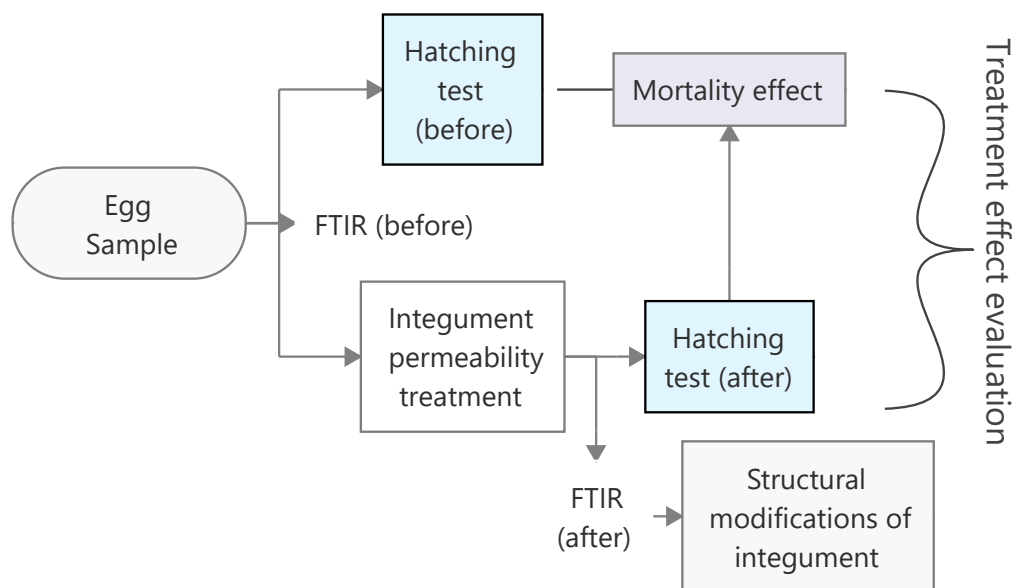 Hatching
test
(before)
Mortality effect
Egg
Sample
FTIR (before)
Integument
permeability
treatment
Hatching
test (after)
FTIR
(after)
Structural
modifications of
integument
Treatment effect evaluation